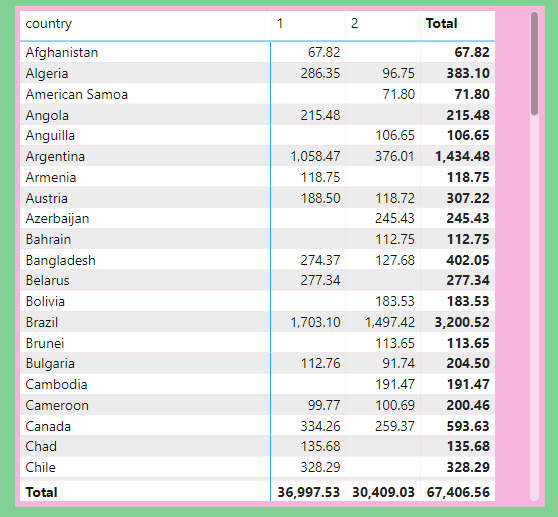 country 1 2 Total
Afghanistan 67.82 67.82
Algeria 286.35 96.75 383.10
American Samoa 71.80 71.80
Angola 215.48 215.48
Anguilla 106.65 106.65
Argentina 1,058.47 376.01 1,434.48
Armenia 118.75 118.75
Austria 188.50 118.72 307.22
Azerbaijan 245.43 245.43
Bahrain 112.75 112.75
Bangladesh 274.37 127.68 402.05
Belarus 277.34 277.34
Bolivia 183.53 183.53
Brazil 1,703.10 1,497.42 3,200.52
Brunei 113.65 113.65
Bulgaria 112.76 91.74 204.50
Cambodia 191.47 191.47
Cameroon 99.77 100.69 200.46
Canada 334.26 259.37 593.63
Chad 135.68 135.68
Chile 328.29 328.29
Total 36,997.53 30,409.03 67,406.56